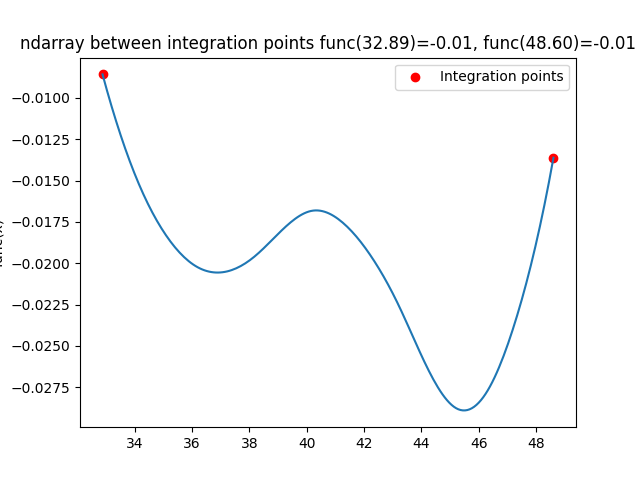 ndarray between integration points func(32.89)=-0.01, func(48.60)=-0.01
Integration points
−0.0100
−0.0125
−0.0150
−0.0175
−0.0200
−0.0225
−0.0250
−0.0275
34 36 38 40 42 44 46 48